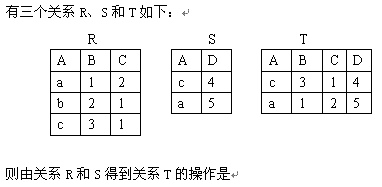 有三个关系 R、S 和 T 如下：
R S T
A B C A D A B C D
a 1 2 c 4 c 3 1 4
b 2 1 a 5 a 1 2 5
c 3 1
则由关系 R 和 S 得到关系 T 的操作是